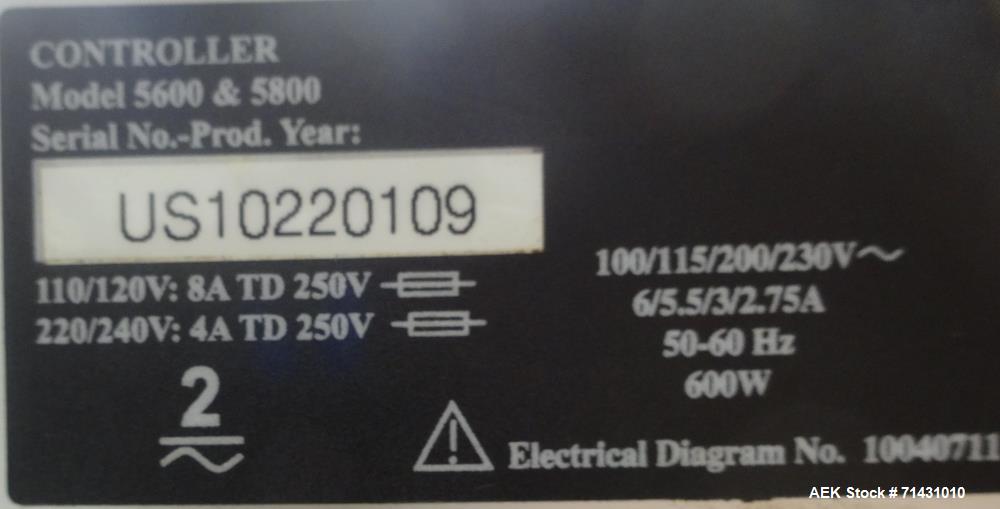 CONTROLLER
Model 5600 & 5800
Serial No.-Prod. Year:
US10220109
110/120V: 8A TD 250V
220/240V: 4A TD 250V
100/115/200/230V~
6/5.5/3/2.75A
50-60 Hz
600W
2
Electrical Diagram No. 10040711
AEK Stock # 71431010